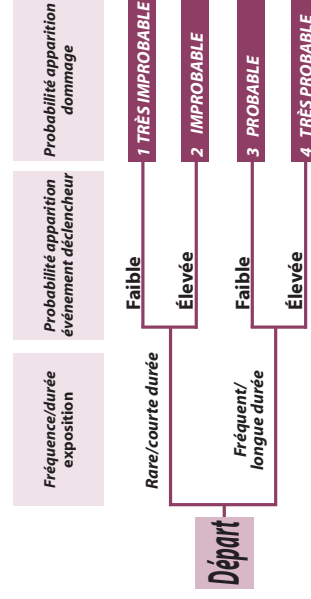 Fréquence/durée
exposition
Probabilité apparition
événement déclencheur
Probabilité apparition
dommage
Départ
Rare/courte durée
Faible
1 TRÈS IMPROBABLE
Élevée
2 IMPROBABLE
Fréquent/
longue durée
Faible
3 PROBABLE
Élevée
4 TRÈS PROBABLE